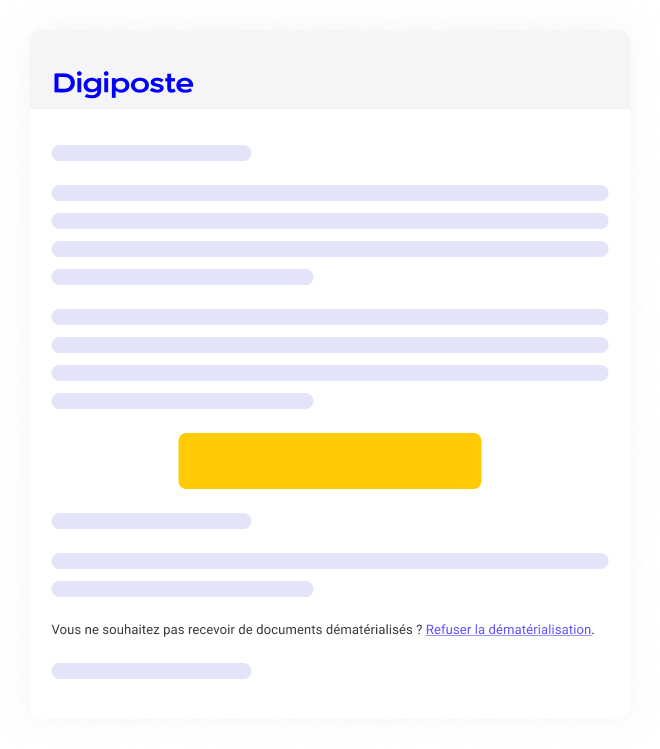 Digiposte
Vous ne souhaitez pas recevoir de documents dématérialisés ? Refuser la dématérialisation.